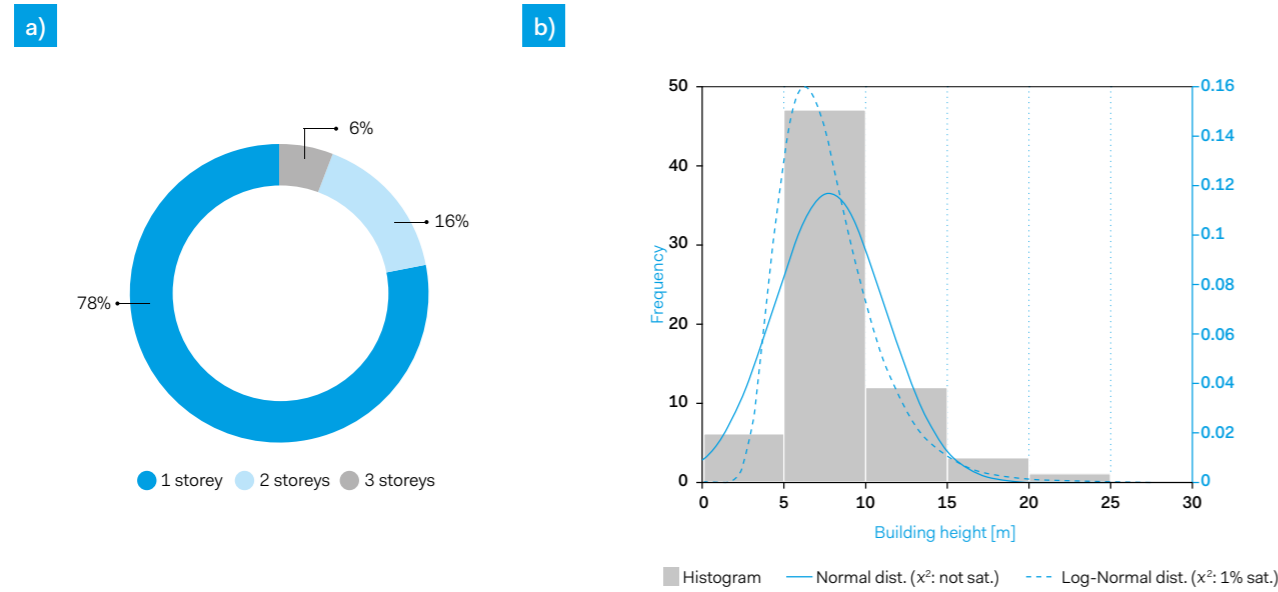 a)
6%
16%
78%
1 storey 2 storeys 3 storeys
b)
50 0.16
0.14
40
0.12
30 0.1
0.08
20
0.06
0.04
10
0.02
0 0
Frequency
0 5 10 15 20 25 30
Building height [m]
Histogram Normal dist. (x²: not sat.) Log-Normal dist. (x²: 1% sat.)